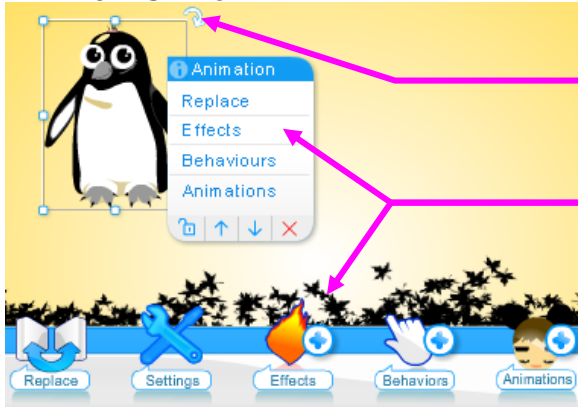 Animation
Replace
Effects
Behaviours
Animations
Replace
Settings
Effects
Behaviors
Animations